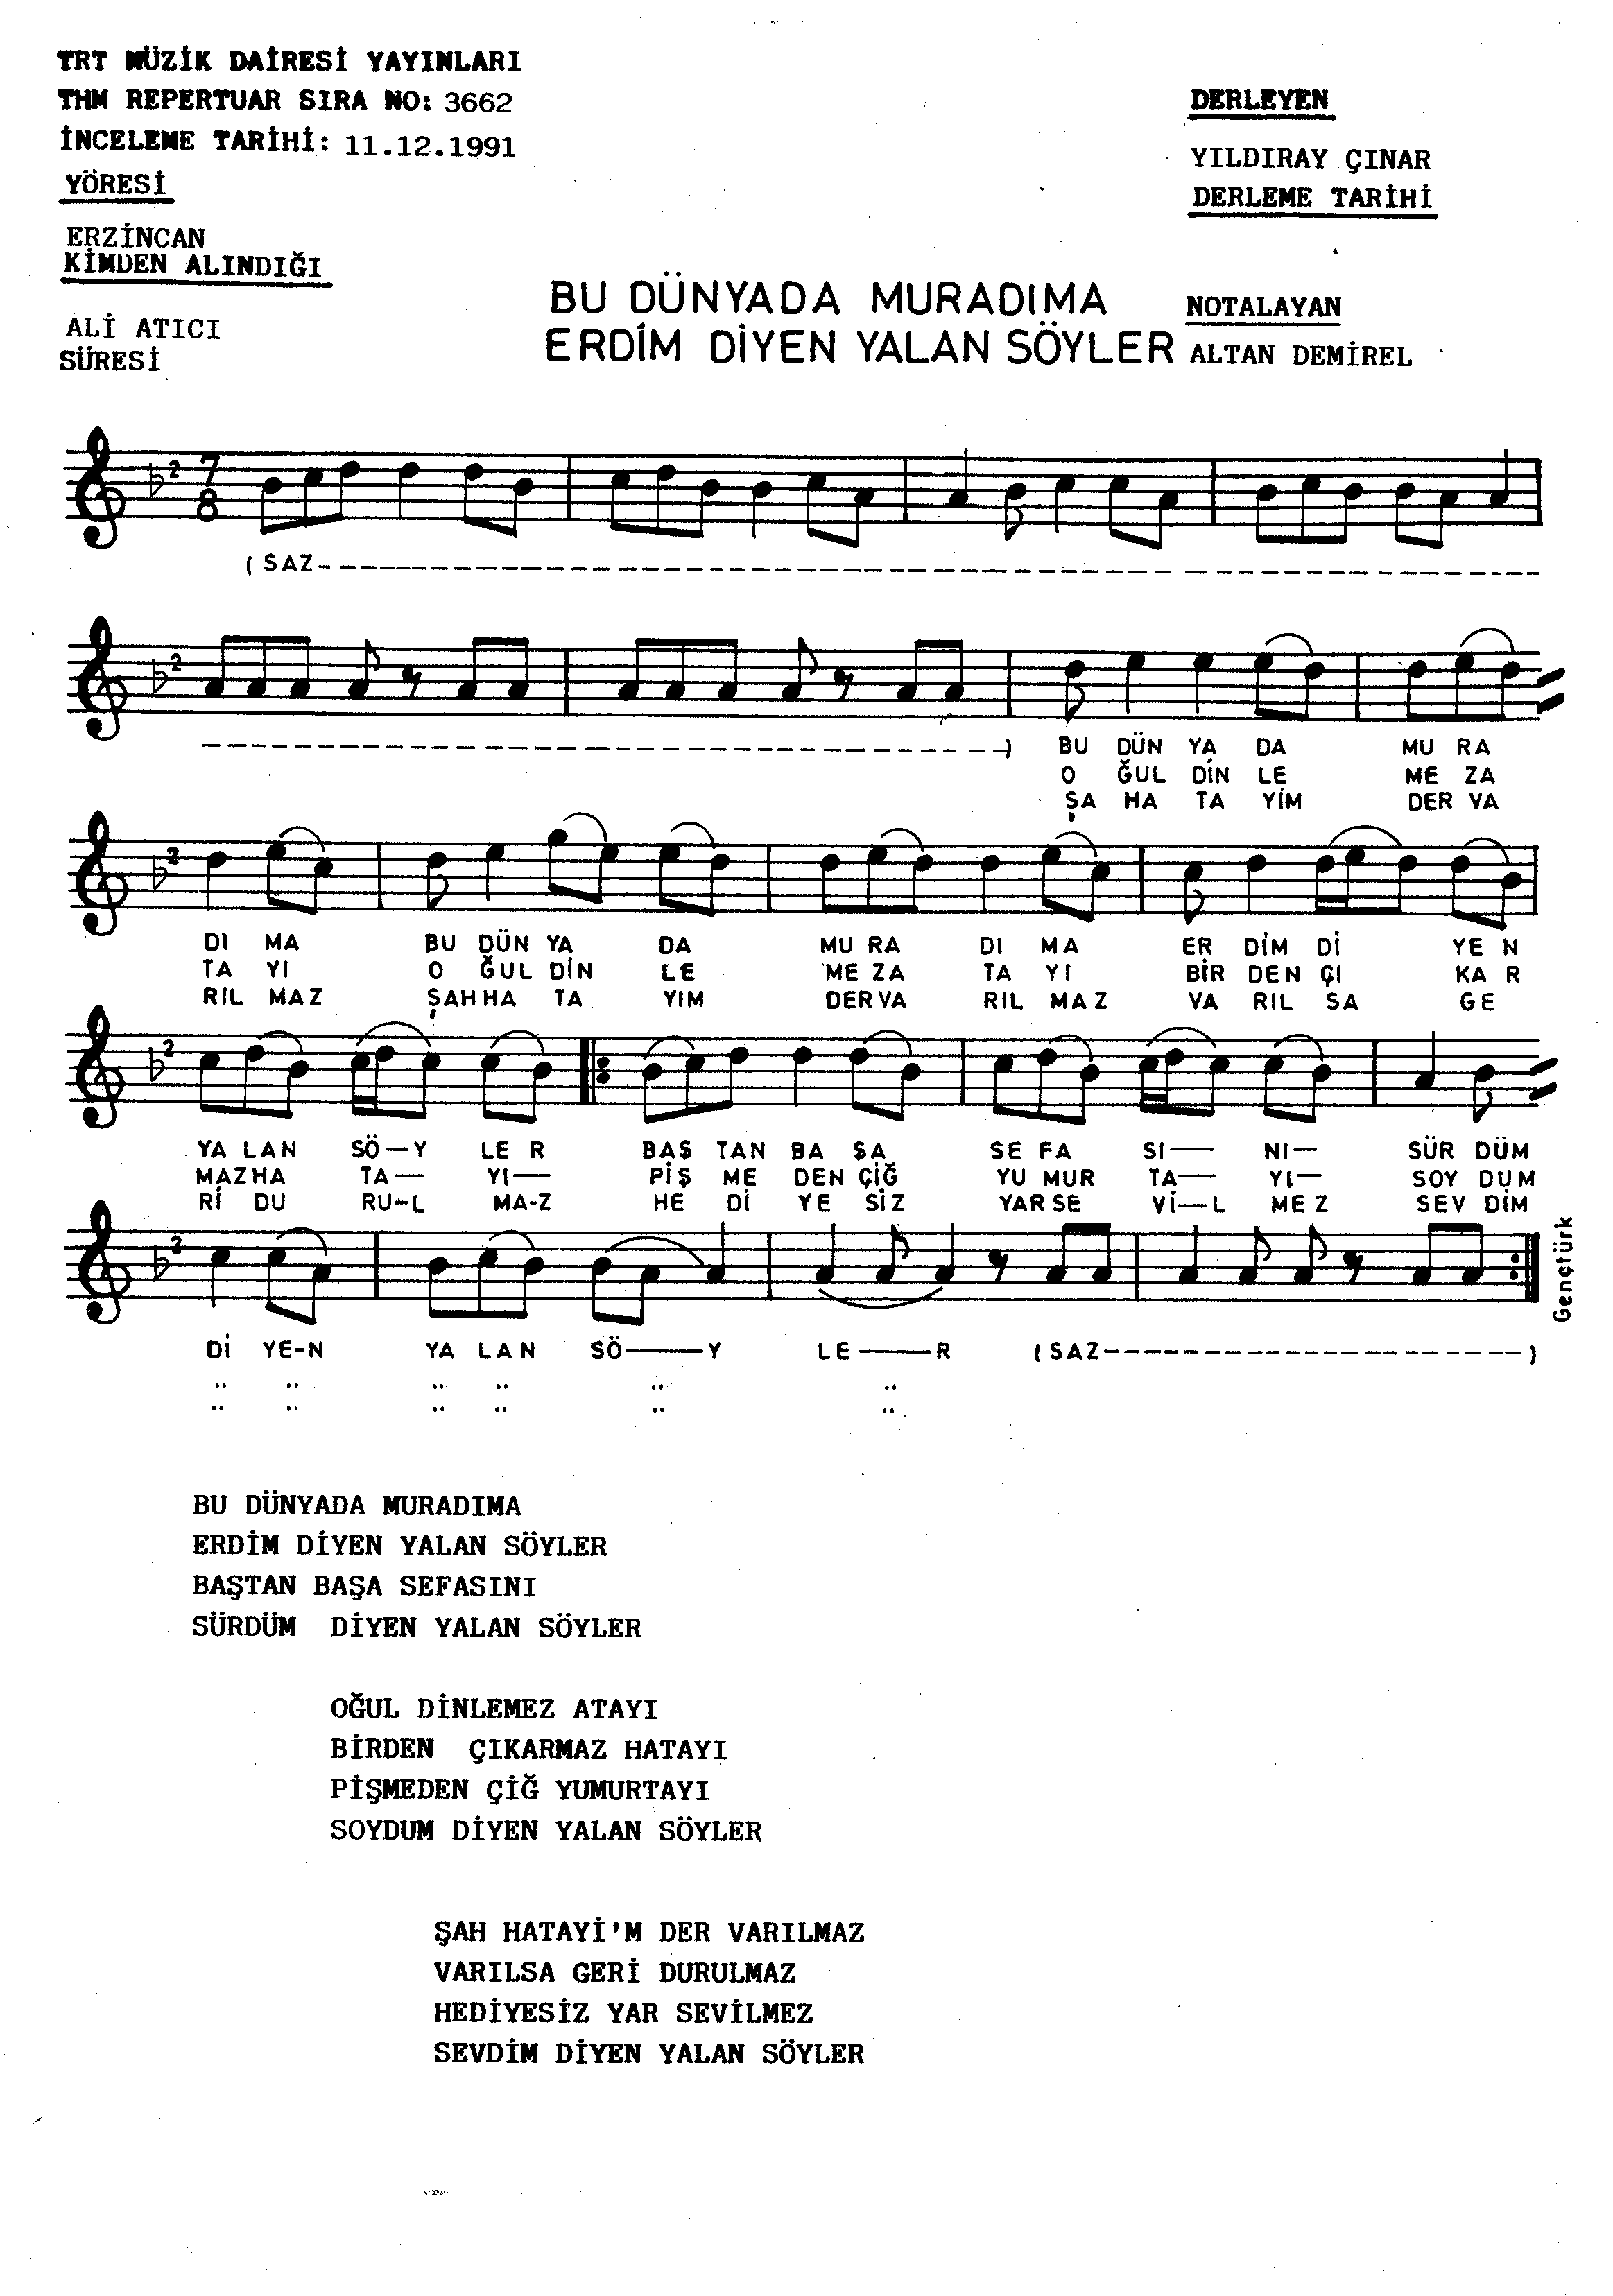 TRT MÜZİK DAİRESİ YAYINLARI
THM REPERTUAR SIRA NO: 3662
İNCELEME TARİHİ: 11.12.1991
YÖRESİ
ERZİNCAN
KİMDEN ALINDIĞI
ALİ ATICI
SÜRESİ
DERLEYEN
YILDIRAY ÇINAR
DERLEME TARİHİ
NOTALAYAN
ALTAN DEMİREL
BU DÜNYADA MURADIMA
ERDİM DİYEN YALAN SÖYLER
7
8
( SAZ- - - - - - - - - -
- - - - - - - - - - )
BU DÜN YA DA MU RA
O ĞUL DİN LE ME ZA
ŞA HA TA YİM DER VA
DI MA BU DÜN YA DA MU RA DI MA ER DİM Dİ YE N
TA YI O ĞUL DİN LE ME ZA TA YI BİR DEN ÇI KA R
RIL MAZ ŞAH HA TA YIM DER VA RIL MAZ VA RIL SA GE
YA LAN SÖ—Y LE R BAŞ TAN BA ŞA SE FA SI— NI— SÜR DÜM
MAZ HA TA— YI— PİŞ ME DEN ÇİĞ YU MUR TA— YI— SOY DUM
Rİ DU RU-L MA-Z HE Dİ YE SİZ YAR SE Vİ—L ME Z SEV DİM
Dİ YE-N YA LAN SÖ——Y LE——R ( SAZ- - - - - - - - - - )
.. .. .. .. .. ..
.. .. .. .. .. ..
Gençtürk
BU DÜNYADA MURADIMA
ERDİM DİYEN YALAN SÖYLER
BAŞTAN BAŞA SEFASINI
SÜRDÜM DİYEN YALAN SÖYLER
OĞUL DİNLEMEZ ATAYI
BİRDEN ÇIKARMAZ HATAYI
PİŞMEDEN ÇİĞ YUMURTAYI
SOYDUM DİYEN YALAN SÖYLER
ŞAH HATAYİ'M DER VARILMAZ
VARILSA GERİ DURULMAZ
HEDİYESİZ YAR SEVİLMEZ
SEVDİM DİYEN YALAN SÖYLER